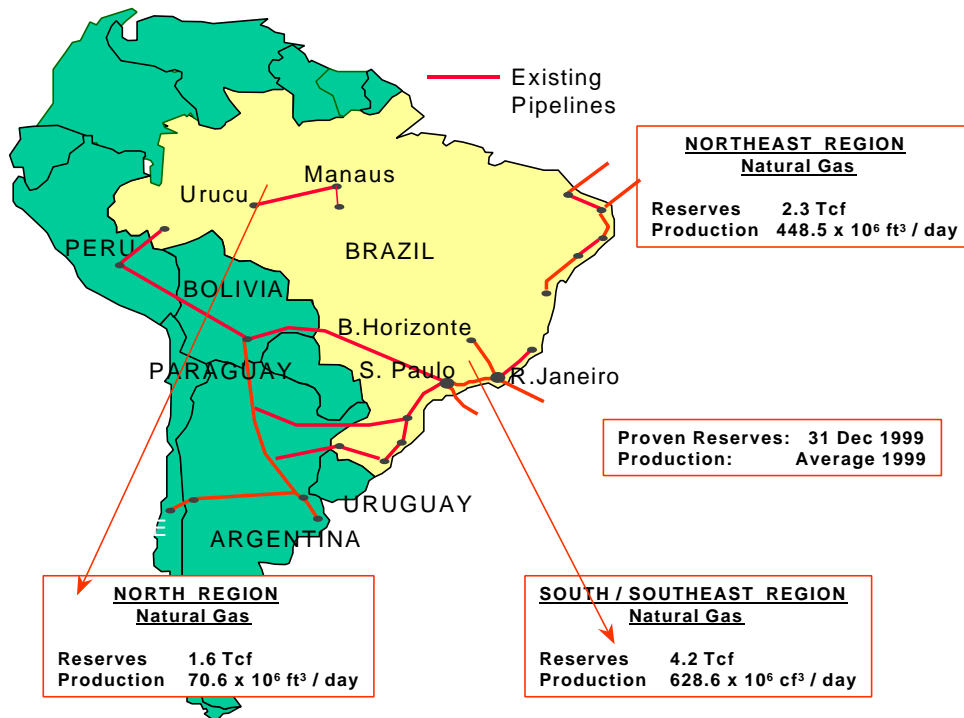 Existing
Pipelines
NORTHEAST REGION
Natural Gas
Reserves 2.3 Tcf
Production 448.5 x 10⁶ ft³ / day
Manaus
Urucu
PERU
BRAZIL
BOLIVIA
B.Horizonte
PARAGUAY
S. Paulo
R.Janeiro
Proven Reserves: 31 Dec 1999
Production: Average 1999
URUGUAY
E
ARGENTINA
NORTH REGION
Natural Gas
Reserves 1.6 Tcf
Production 70.6 x 10⁶ ft³ / day
SOUTH / SOUTHEAST REGION
Natural Gas
Reserves 4.2 Tcf
Production 628.6 x 10⁶ cf³ / day